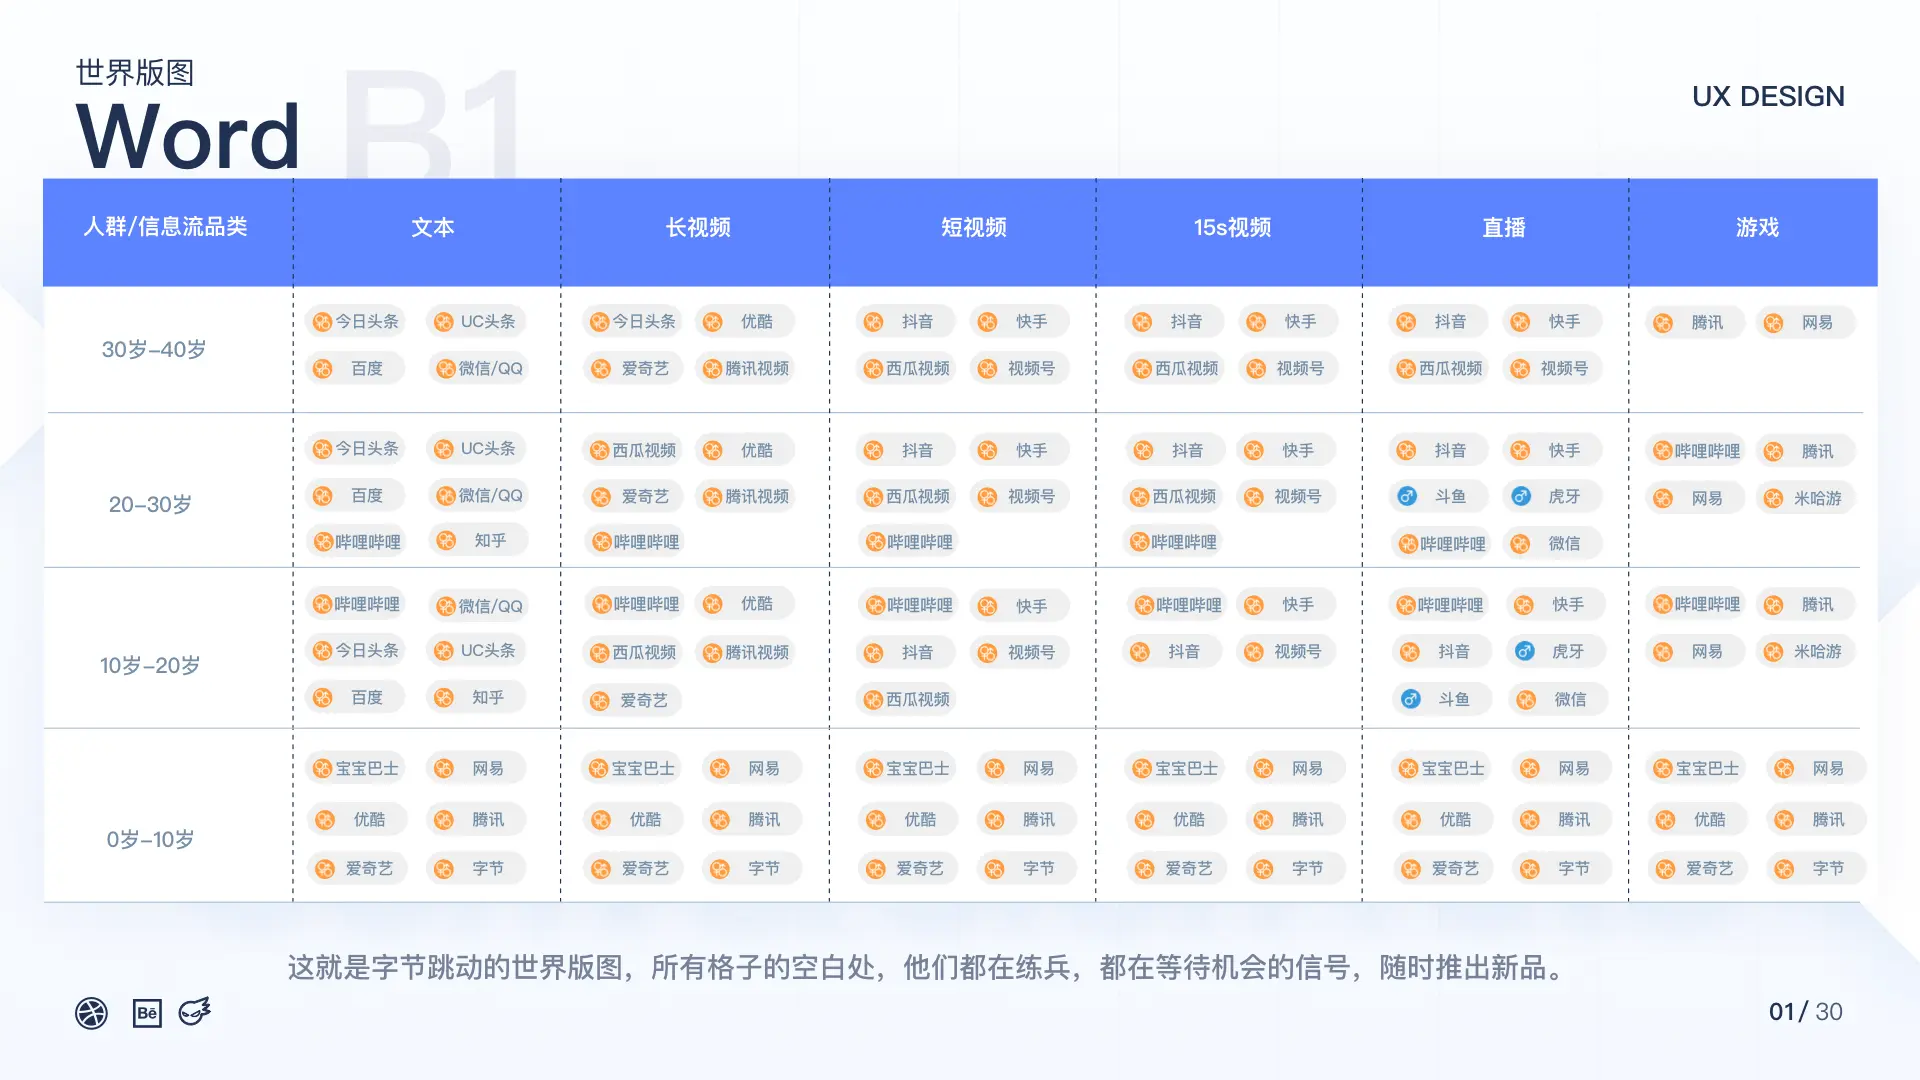 世界版图
Word
B1
UX DESIGN
人群/信息流品类 文本 长视频 短视频 15s视频 直播 游戏
今日头条 UC头条 今日头条 优酷 抖音 快手 抖音 快手 抖音 快手 腾讯 网易
30岁-40岁
百度 微信/QQ 爱奇艺 腾讯视频 西瓜视频 视频号 西瓜视频 视频号 西瓜视频 视频号
今日头条 UC头条 西瓜视频 优酷 抖音 快手 抖音 快手 抖音 快手 哔哩哔哩 腾讯
20-30岁
百度 微信/QQ 爱奇艺 腾讯视频 西瓜视频 视频号 西瓜视频 视频号 斗鱼 虎牙 网易 米哈游
哔哩哔哩 知乎 哔哩哔哩 哔哩哔哩 哔哩哔哩 哔哩哔哩 微信
哔哩哔哩 微信/QQ 哔哩哔哩 优酷 哔哩哔哩 快手 哔哩哔哩 快手 哔哩哔哩 快手 哔哩哔哩 腾讯
10岁-20岁
今日头条 UC头条 西瓜视频 腾讯视频 抖音 视频号 抖音 视频号 抖音 虎牙 网易 米哈游
百度 知乎 爱奇艺 西瓜视频 斗鱼 微信
宝宝巴士 网易 宝宝巴士 网易 宝宝巴士 网易 宝宝巴士 网易 宝宝巴士 网易 宝宝巴士 网易
0岁-10岁
优酷 腾讯 优酷 腾讯 优酷 腾讯 优酷 腾讯 优酷 腾讯 优酷 腾讯
爱奇艺 字节 爱奇艺 字节 爱奇艺 字节 爱奇艺 字节 爱奇艺 字节 爱奇艺 字节
这就是字节跳动的世界版图，所有格子的空白处，他们都在练兵，都在等待机会的信号，随时推出新品。
Bē
01/ 30